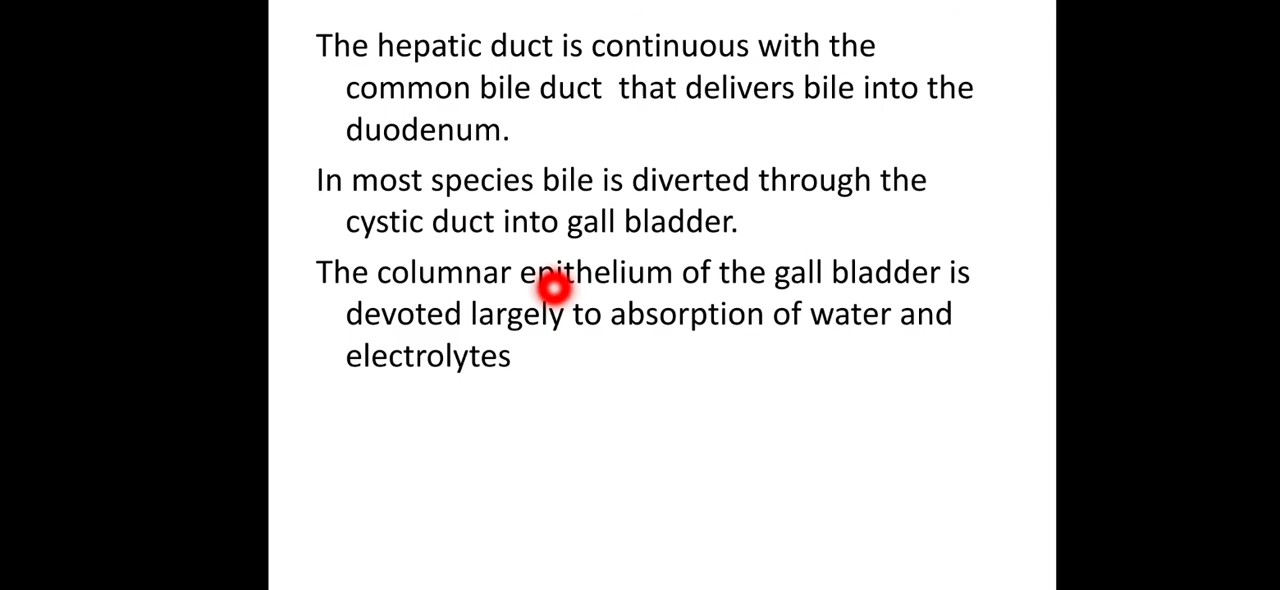 The hepatic duct is continuous with the
common bile duct  that delivers bile into the
duodenum.
In most species bile is diverted through the
cystic duct into gall bladder.
The columnar epithelium of the gall bladder is
devoted largely to absorption of water and
electrolytes